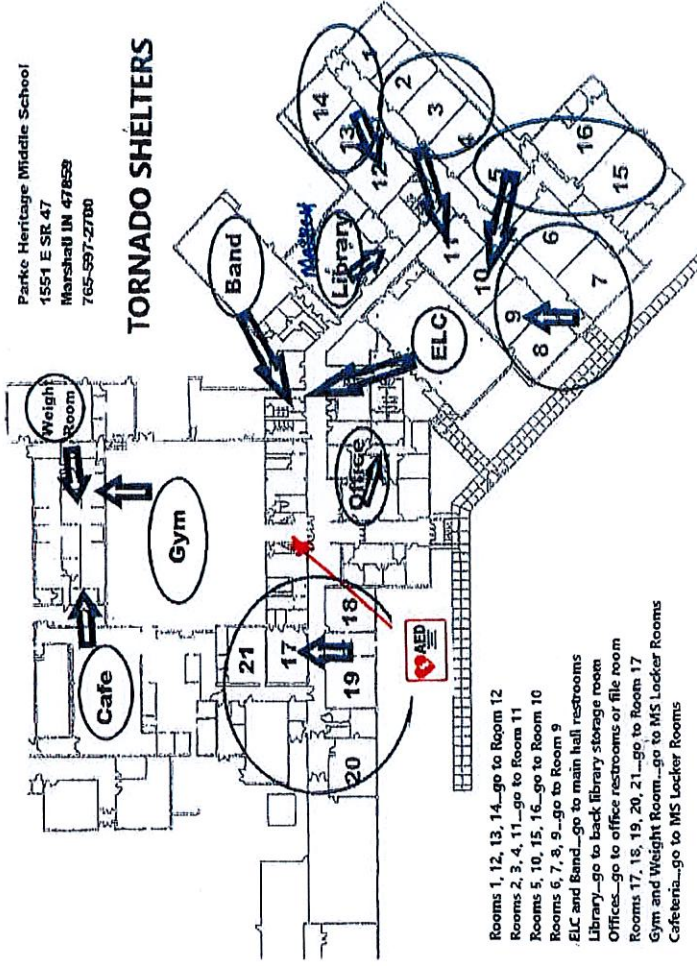 Parke Heritage Middle School
1551 E SR 47
Marshall IN 47859
765-597-2700
TORNADO SHELTERS
Weight
Room
Cafe
Gym
Band
Library
ELC
Office
14
13
1
12
2
3
4
11
5
16
15
10
6
7
9
8
21
17
18
19
20
AED
Rooms 1, 12, 13, 14...go to Room 12
Rooms 2, 3, 4, 11...go to Room 11
Rooms 5, 10, 15, 16...go to Room 10
Rooms 6, 7, 8, 9...go to Room 9
ELC and Band...go to main hall restrooms
Library...go to back library storage room
Offices...go to office restrooms or file room
Rooms 17, 18, 19, 20, 21...go to Room 17
Gym and Weight Room...go to MS Locker Rooms
Cafeteria...go to MS Locker Rooms